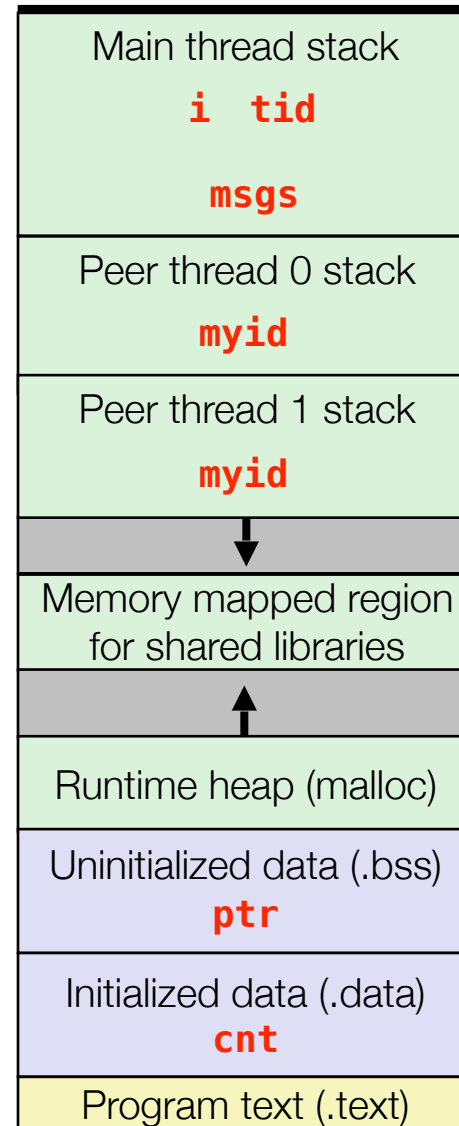 Main thread stack
i tid
msgs
Peer thread 0 stack
myid
Peer thread 1 stack
myid
Memory mapped region
for shared libraries
Runtime heap (malloc)
Uninitialized data (.bss)
ptr
Initialized data (.data)
cnt
Program text (.text)